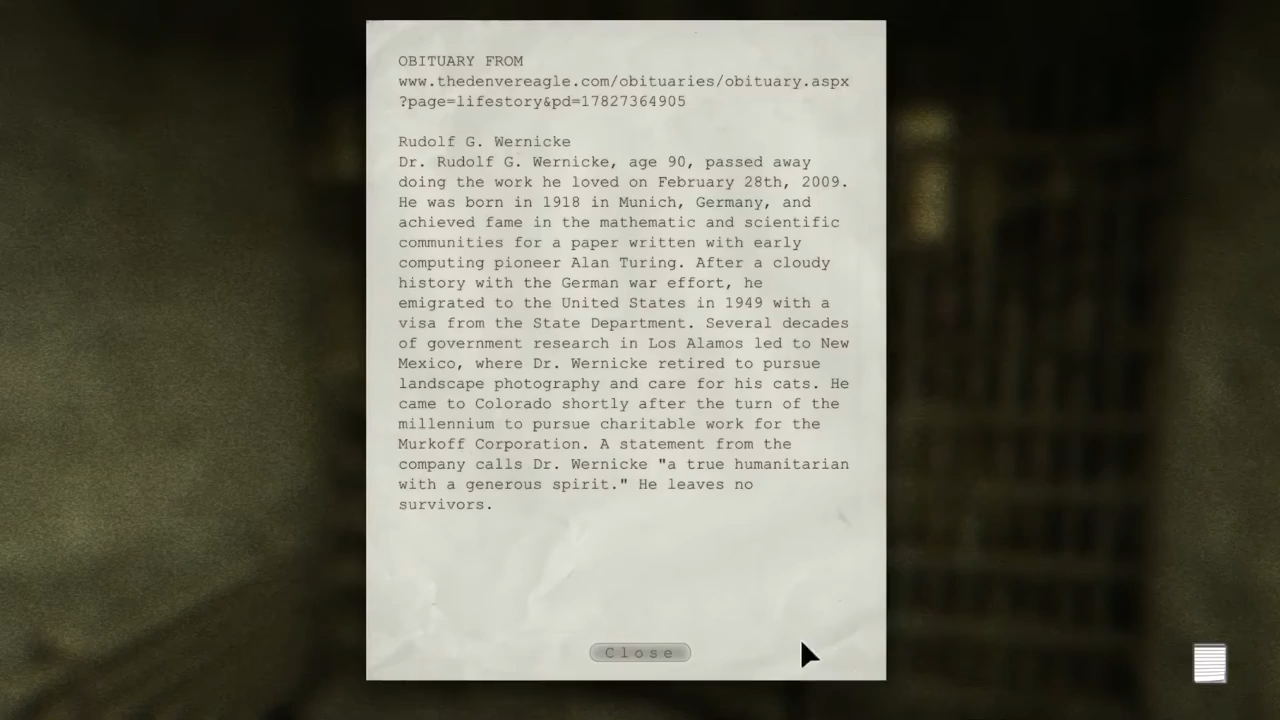 OBITUARY FROM
www.thedenvereagle.com/obituaries/obituary.aspx
?page=lifestory&pd=17827364905
Rudolf G. Wernicke
Dr. Rudolf G. Wernicke, age 90, passed away
doing the work he loved on February 28th, 2009.
He was born in 1918 in Munich, Germany, and
achieved fame in the mathematic and scientific
communities for a paper written with early
computing pioneer Alan Turing. After a cloudy
history with the German war effort, he
emigrated to the United States in 1949 with a
visa from the State Department. Several decades
of government research in Los Alamos led to New
Mexico, where Dr. Wernicke retired to pursue
landscape photography and care for his cats. He
came to Colorado shortly after the turn of the
millennium to pursue charitable work for the
Murkoff Corporation. A statement from the
company calls Dr. Wernicke "a true humanitarian
with a generous spirit." He leaves no
survivors.
Close